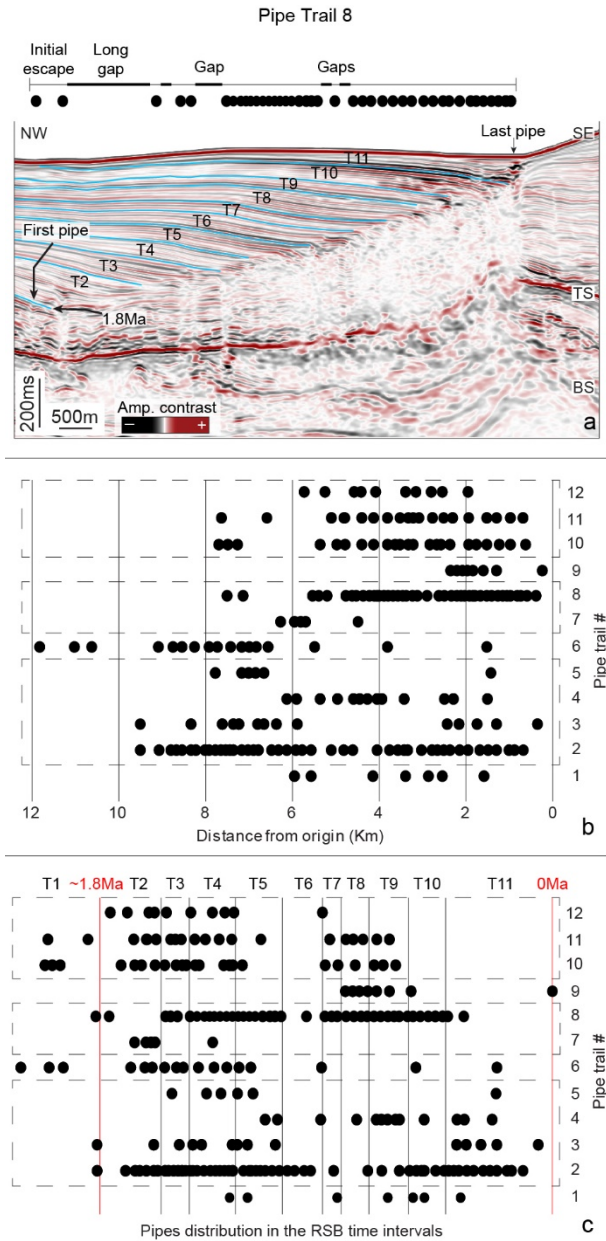 Pipe Trail 8
Initial escape
Long gap
Gap
Gaps
NW
Last pipe
SE
T11
T10
T9
T8
T7
T6
T5
T4
T3
T2
First pipe
1.8Ma
TS
BS
200ms
500m
Amp. contrast
− +
a
12
11
10
9
8
7
6
5
4
3
2
1
Pipe trail #
12 10 8 6 4 2 0
Distance from origin (Km)
b
T1 ~1.8Ma T2 T3 T4 T5 T6 T7 T8 T9 T10 T11 0Ma
12
11
10
9
8
7
6
5
4
3
2
1
Pipe trail #
Pipes distribution in the RSB time intervals
c